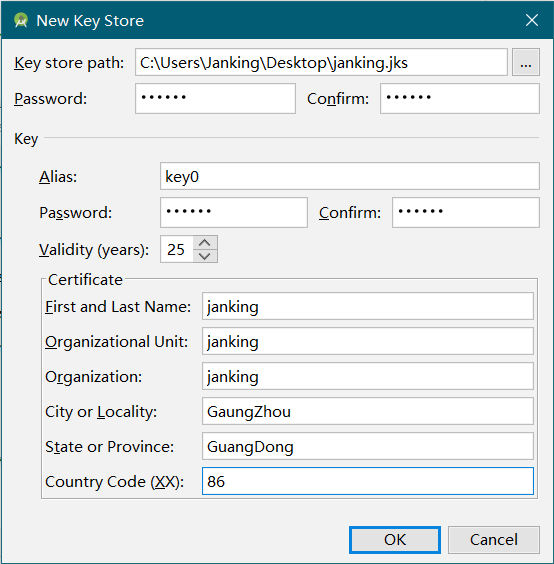 New Key Store
Key store path: C:\Users\Janking\Desktop\janking.jks ...
Password: •••••• Confirm: ••••••
Key
Alias: key0
Password: •••••• Confirm: ••••••
Validity (years): 25
Certificate
First and Last Name: janking
Organizational Unit: janking
Organization: janking
City or Locality: GaungZhou
State or Province: GuangDong
Country Code (XX): 86
OK Cancel